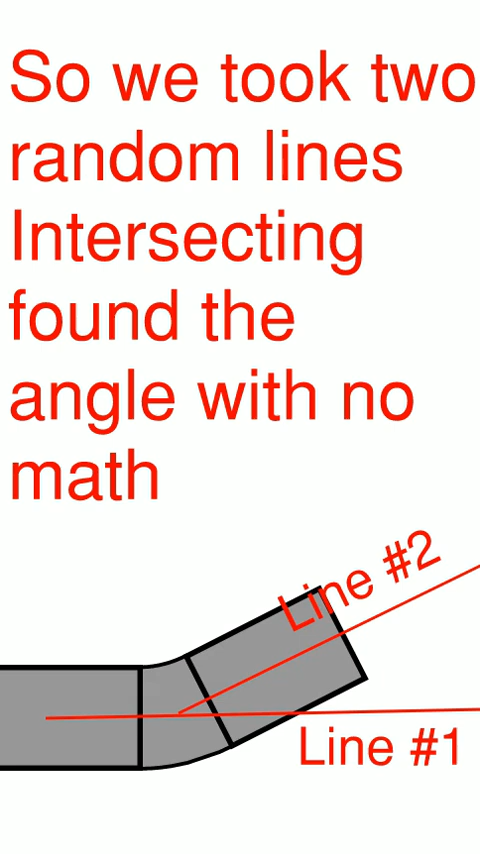 So we took two
random lines
Intersecting
found the
angle with no
math
Line #2
Line #1